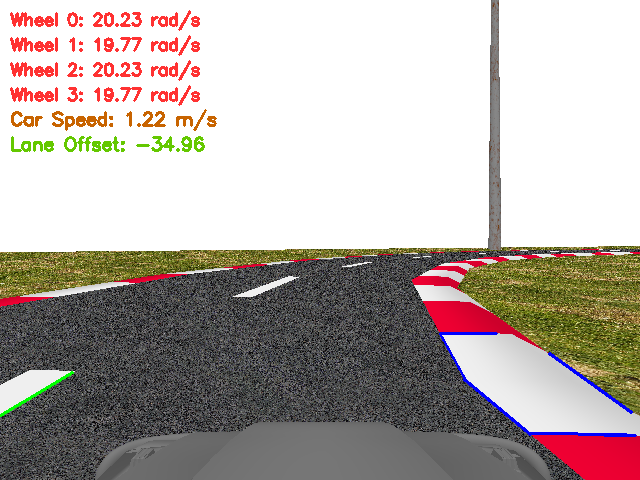 Wheel 0: 20.23 rad/s
Wheel 1: 19.77 rad/s
Wheel 2: 20.23 rad/s
Wheel 3: 19.77 rad/s
Car Speed: 1.22 m/s
Lane Offset: -34.96